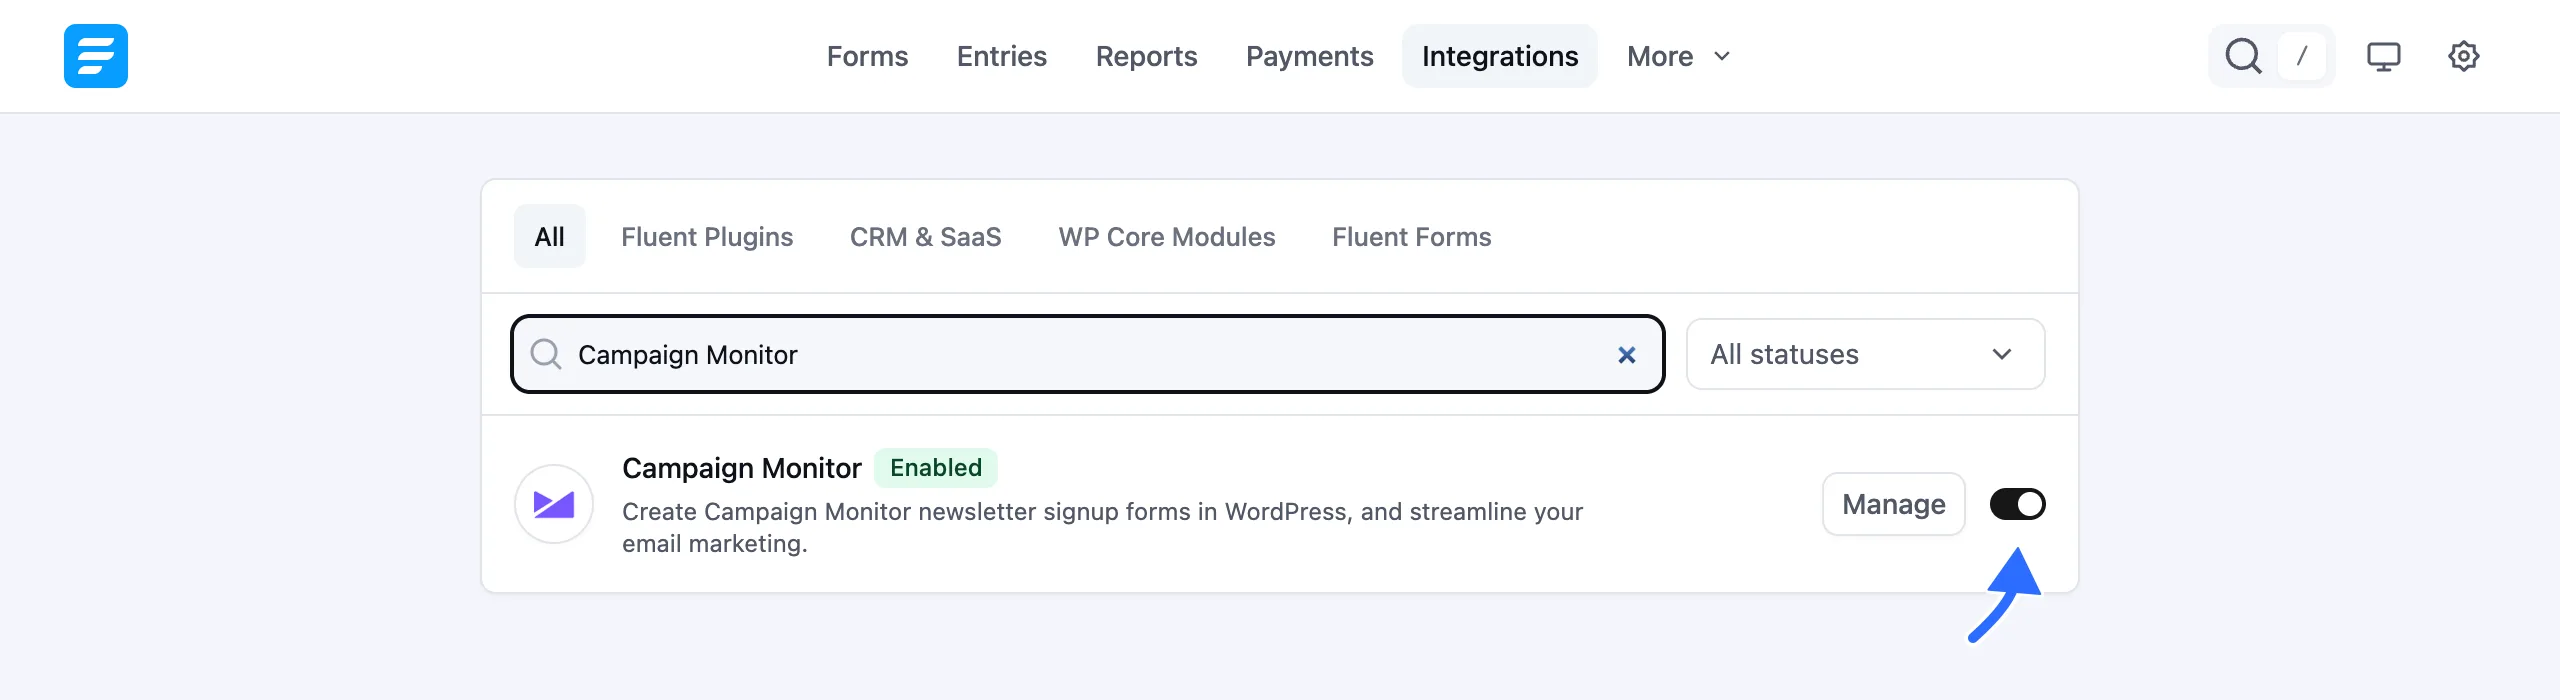 Forms Entries Reports Payments Integrations More /
All Fluent Plugins CRM & SaaS WP Core Modules Fluent Forms
Campaign Monitor All statuses
Campaign Monitor Enabled
Create Campaign Monitor newsletter signup forms in WordPress, and streamline your
email marketing.
Manage